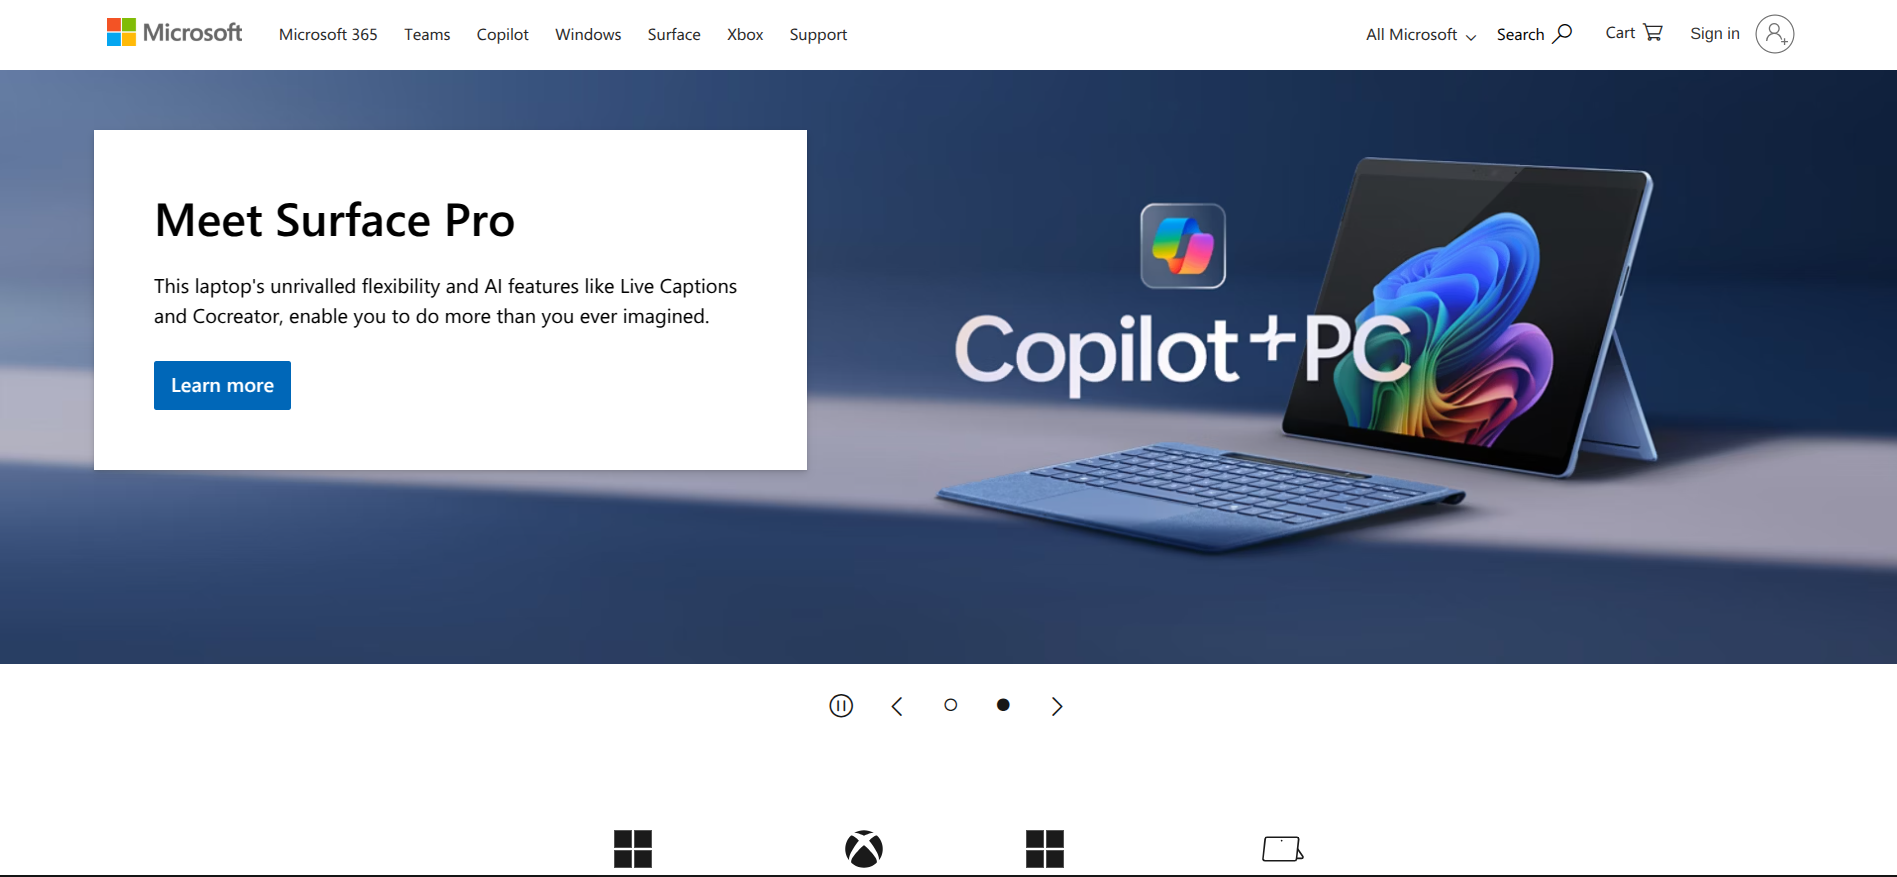 Microsoft
Microsoft 365
Teams
Copilot
Windows
Surface
Xbox
Support
All Microsoft
Search
Cart
Sign in
Meet Surface Pro
This laptop's unrivalled flexibility and AI features like Live Captions
and Cocreator, enable you to do more than you ever imagined.
Learn more
Copilot+PC